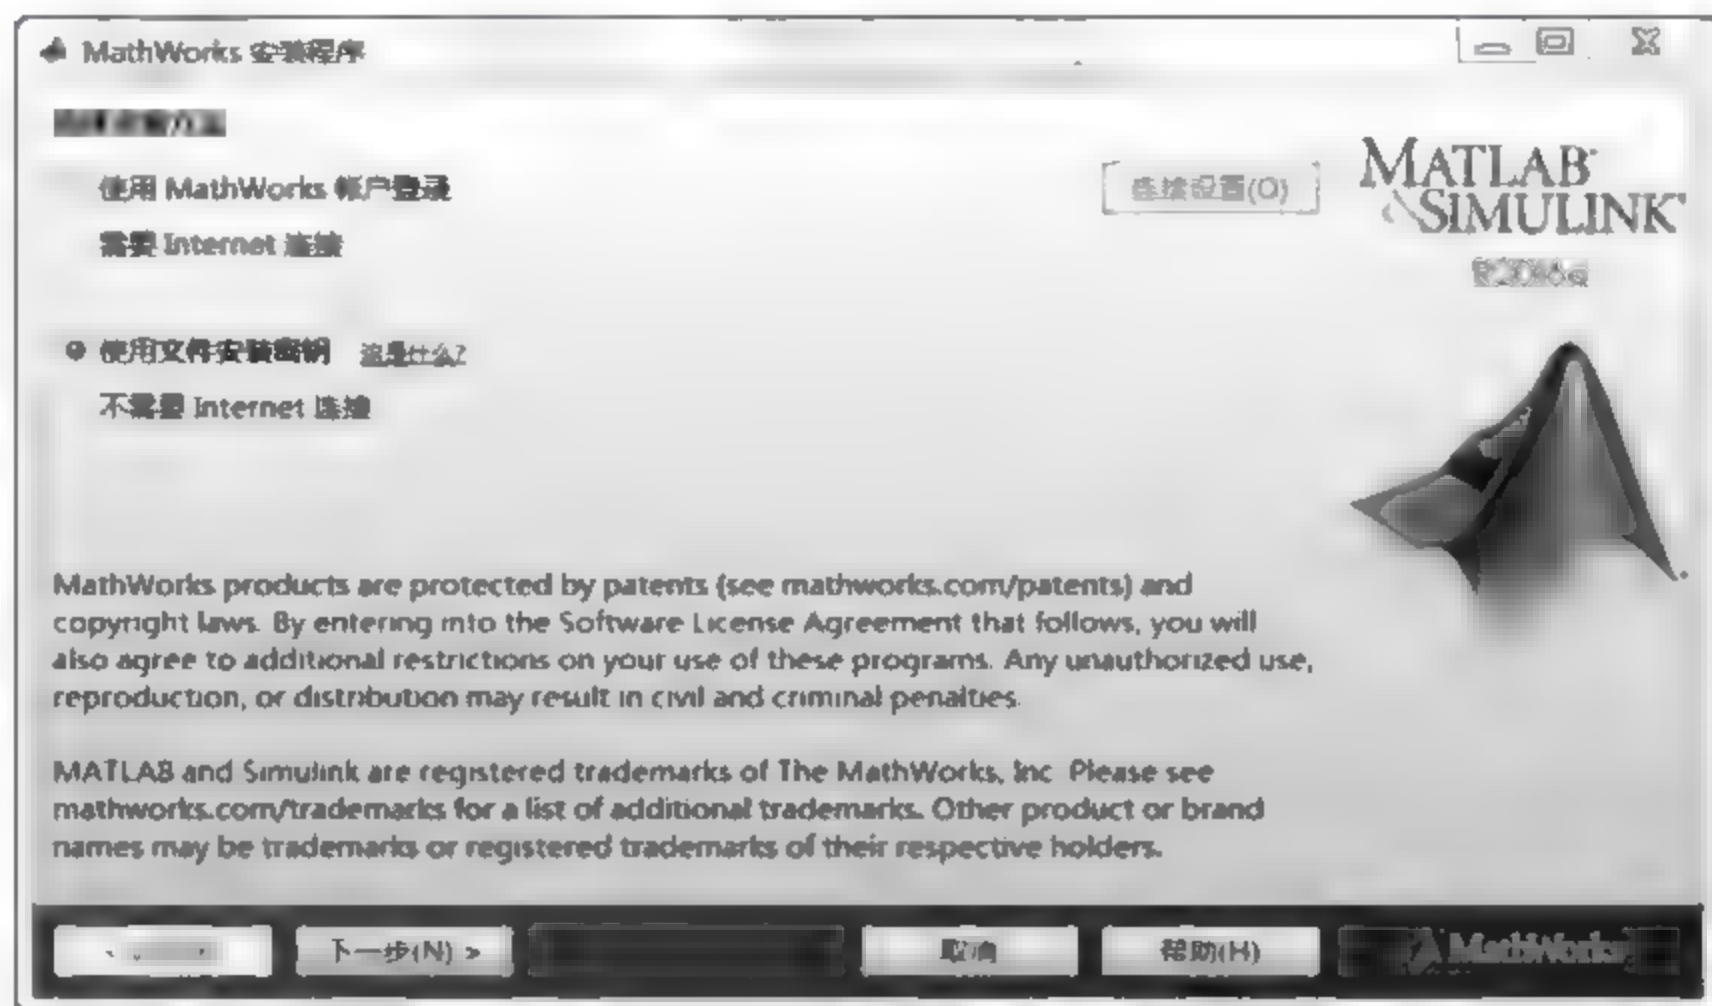 MathWorks 安装程序
使用 MathWorks 帐户登录
连接设置(O)
MATLAB
&SIMULINK
需要 Internet 连接
使用文件安装密钥 这是什么?
不需要 Internet 连接
MathWorks products are protected by patents (see mathworks.com/patents) and
copyright laws. By entering into the Software License Agreement that follows, you will
also agree to additional restrictions on your use of these programs. Any unauthorized use,
reproduction, or distribution may result in civil and criminal penalties.
MATLAB and Simulink are registered trademarks of The MathWorks, Inc. Please see
mathworks.com/trademarks for a list of additional trademarks. Other product or brand
names may be trademarks or registered trademarks of their respective holders.
下一步(N) > 取消 帮助(H) MathWorks